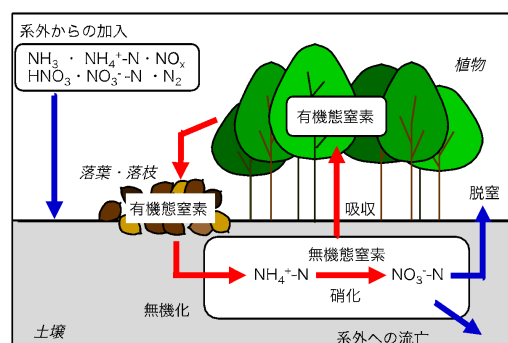 系外からの加入
NH₃ ・ NH₄⁺-N・NOₓ
HNO₃・NO₃⁻-N ・N₂
植物
有機態窒素
落葉・落枝
有機態窒素
脱窒
吸収
無機態窒素
NH₄⁺-N
NO₃-N
硝化
無機化
土壌
系外への流亡